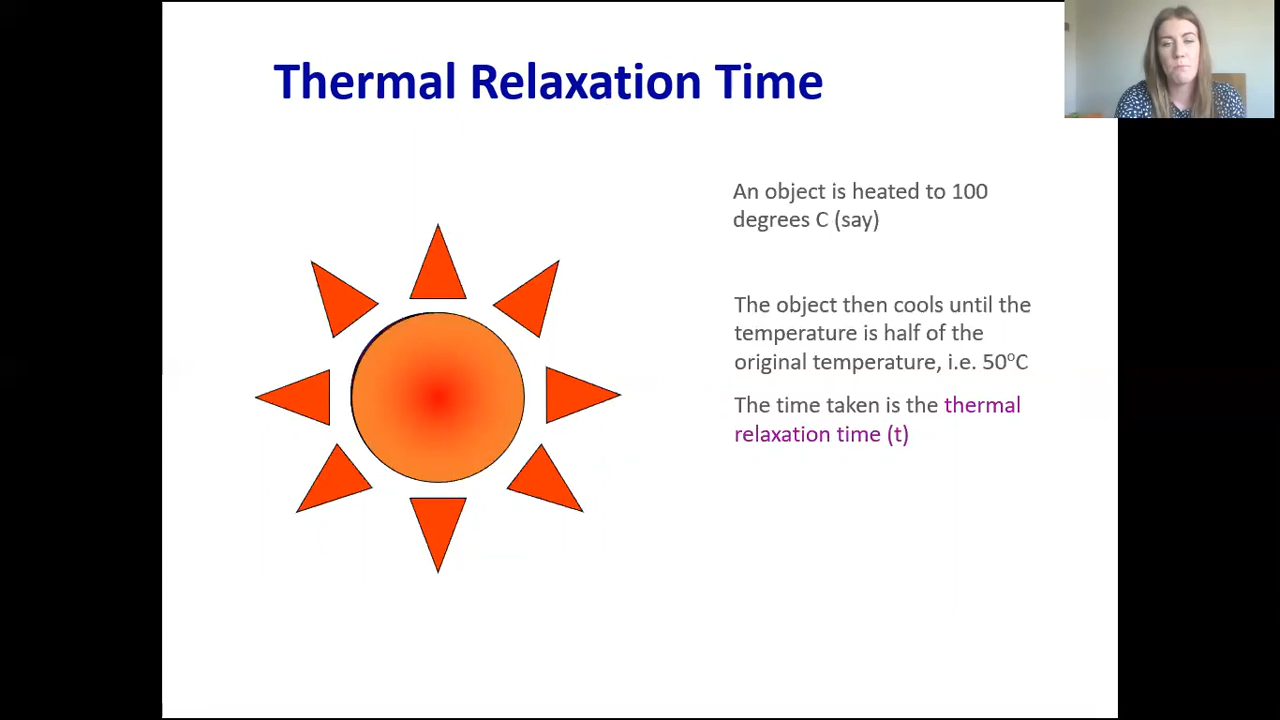 Thermal Relaxation Time
An object is heated to 100
degrees C (say)
The object then cools until the
temperature is half of the
original temperature, i.e. 50°C
The time taken is the thermal
relaxation time (t)